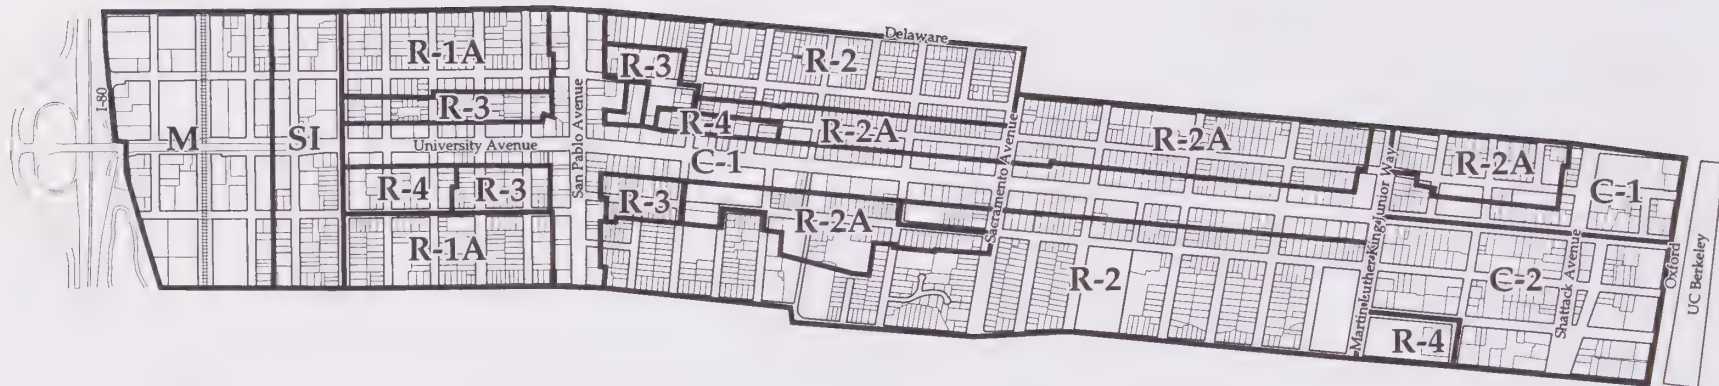 Delaware
R-1A
R-3
R-2
I-80
R-3
San Pablo Avenue
R-4
R-2A
R-2A
R-2A
M
SI
University Avenue
C-1
Sacramento Avenue
Martin Luther King Junior Way
C-1
R-4
R-3
R-3
R-2A
R-1A
R-2
C-2
Shattack Avenue
Oxford
UC Berkeley
R-4